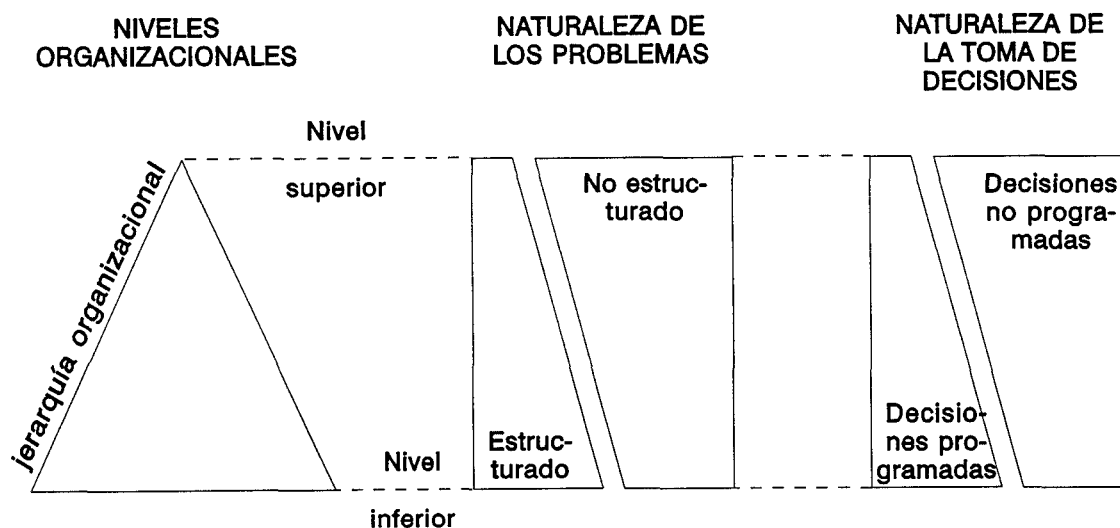 NIVELES
ORGANIZACIONALES
NATURALEZA DE
LOS PROBLEMAS
NATURALEZA DE
LA TOMA DE
DECISIONES
jerarquía organizacional
Nivel
superior
No estruc-
turado
Decisiones
no progra-
madas
Nivel
inferior
Estruc-
turado
Decisio-
nes pro-
gramadas